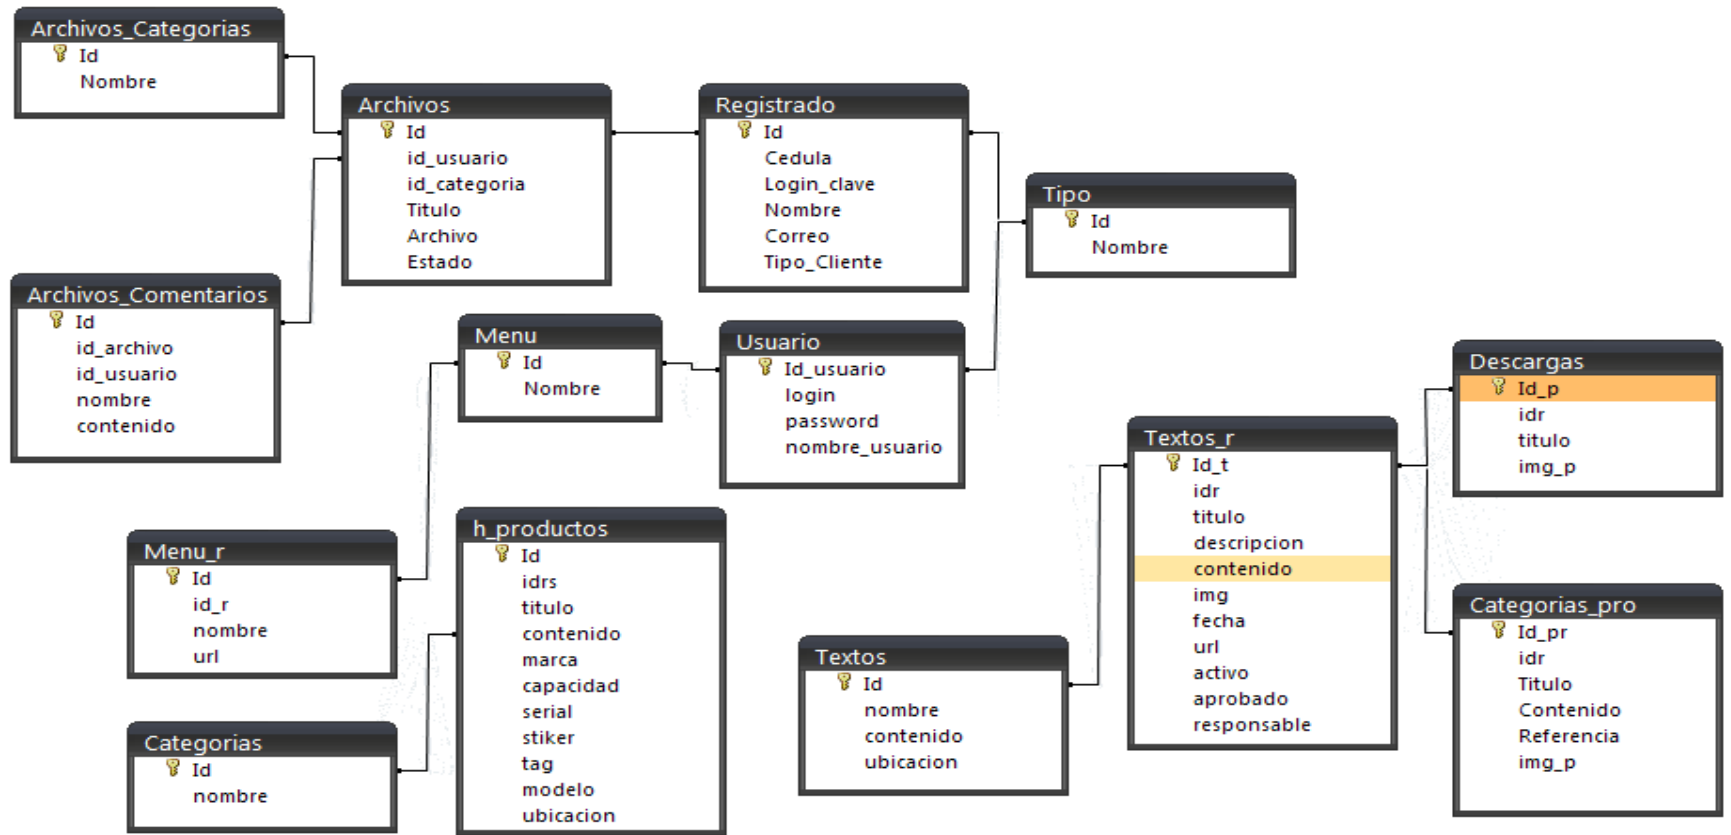 Archivos_Categorias
Id
Nombre
Archivos
Id
id_usuario
id_categoria
Titulo
Archivo
Estado
Registrado
Id
Cedula
Login_clave
Nombre
Correo
Tipo_Cliente
Tipo
Id
Nombre
Archivos_Comentarios
Id
id_archivo
id_usuario
nombre
contenido
Menu
Id
Nombre
Usuario
Id_usuario
login
password
nombre_usuario
Descargas
Id_p
idr
titulo
img_p
Textos_r
Id_t
idr
titulo
descripcion
contenido
img
fecha
url
activo
aprobado
responsable
Menu_r
Id
id_r
nombre
url
h_productos
Id
idrs
titulo
contenido
marca
capacidad
serial
stiker
tag
modelo
ubicacion
Categorias_pro
Id_pr
idr
Titulo
Contenido
Referencia
img_p
Textos
Id
nombre
contenido
ubicacion
Categorias
Id
nombre